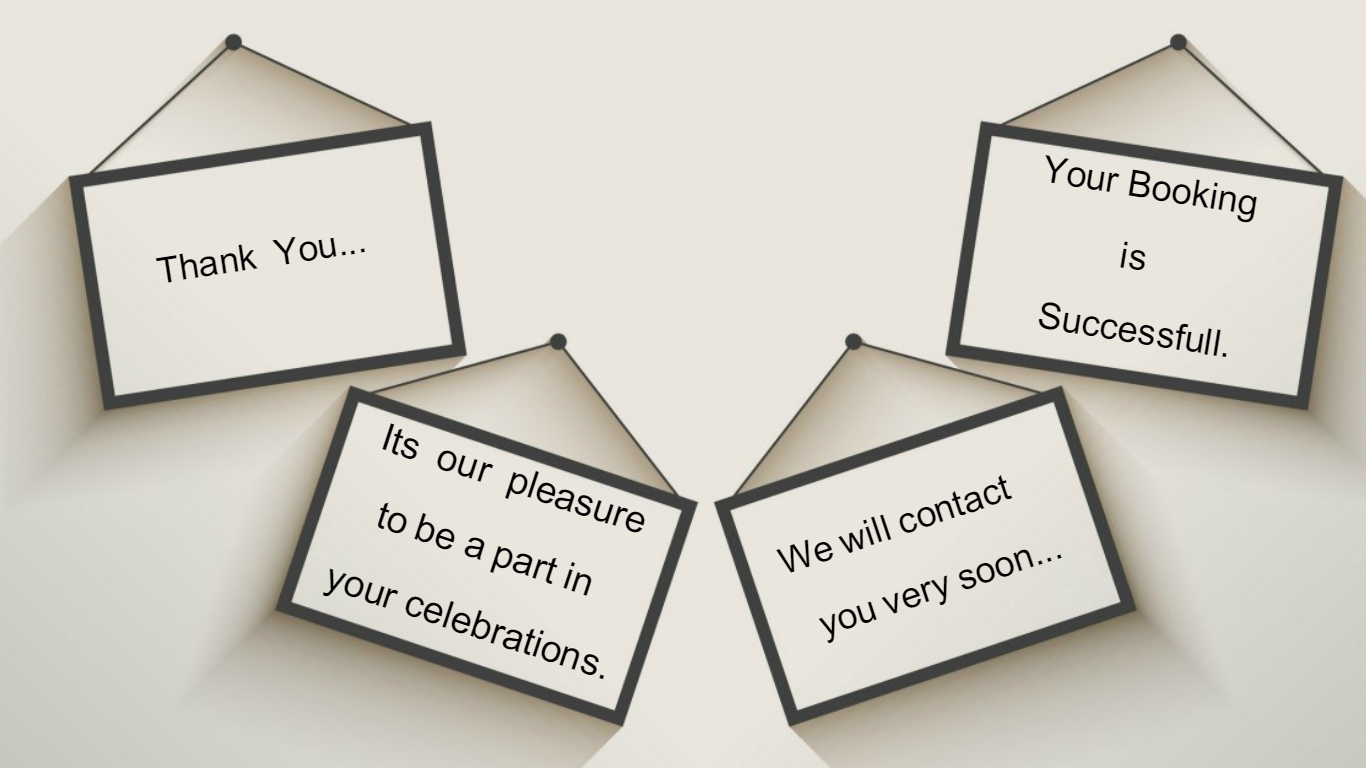 Thank You...
Your Booking
is
Successfull.
Its our pleasure
to be a part in
your celebrations.
We will contact
you very soon...